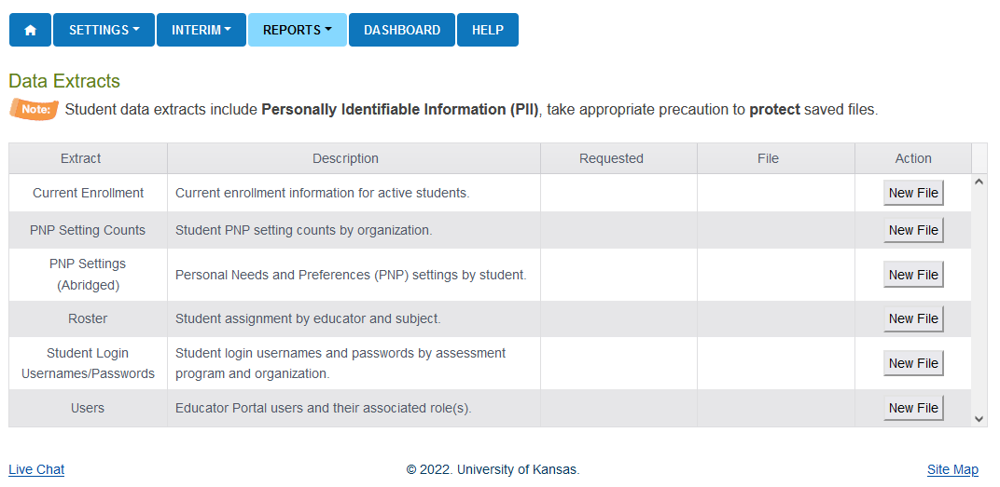 SETTINGS INTERIM REPORTS DASHBOARD HELP
Data Extracts
Note: Student data extracts include Personally Identifiable Information (PII), take appropriate precaution to protect saved files.
Extract Description Requested File Action
Current Enrollment Current enrollment information for active students. New File
PNP Setting Counts Student PNP setting counts by organization. New File
PNP Settings
(Abridged)
Personal Needs and Preferences (PNP) settings by student. New File
Roster Student assignment by educator and subject. New File
Student Login
Usernames/Passwords
Student login usernames and passwords by assessment
program and organization.
New File
Users Educator Portal users and their associated role(s). New File
Live Chat © 2022. University of Kansas. Site Map